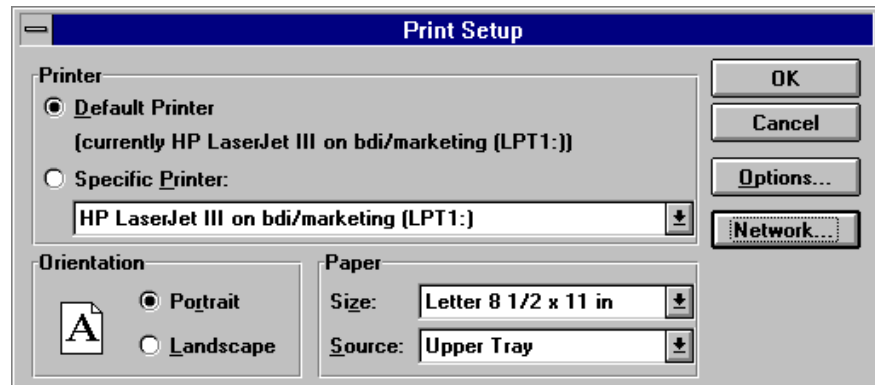 Print Setup
Printer
Default Printer
(currently HP LaserJet III on bdi/marketing (LPT1:))
Specific Printer:
HP LaserJet III on bdi/marketing (LPT1:)
OK
Cancel
Options...
Network...
Orientation
A
Portrait
Landscape
Paper
Size: Letter 8 1/2 x 11 in
Source: Upper Tray